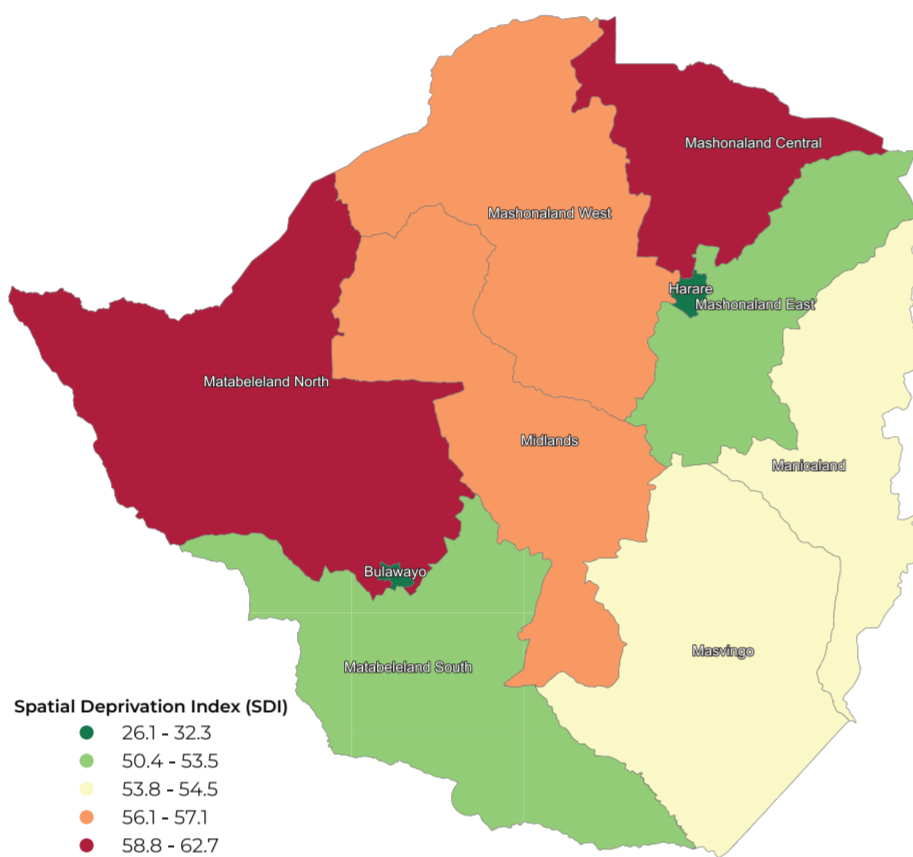 Mashonaland Central
Mashonaland West
Harare
Mashonaland East
Matabeleland North
Midlands
Manicaland
Bulawayo
Masvingo
Matabeleland South
Spatial Deprivation Index (SDI)
26.1 - 32.3
50.4 - 53.5
53.8 - 54.5
56.1 - 57.1
58.8 - 62.7